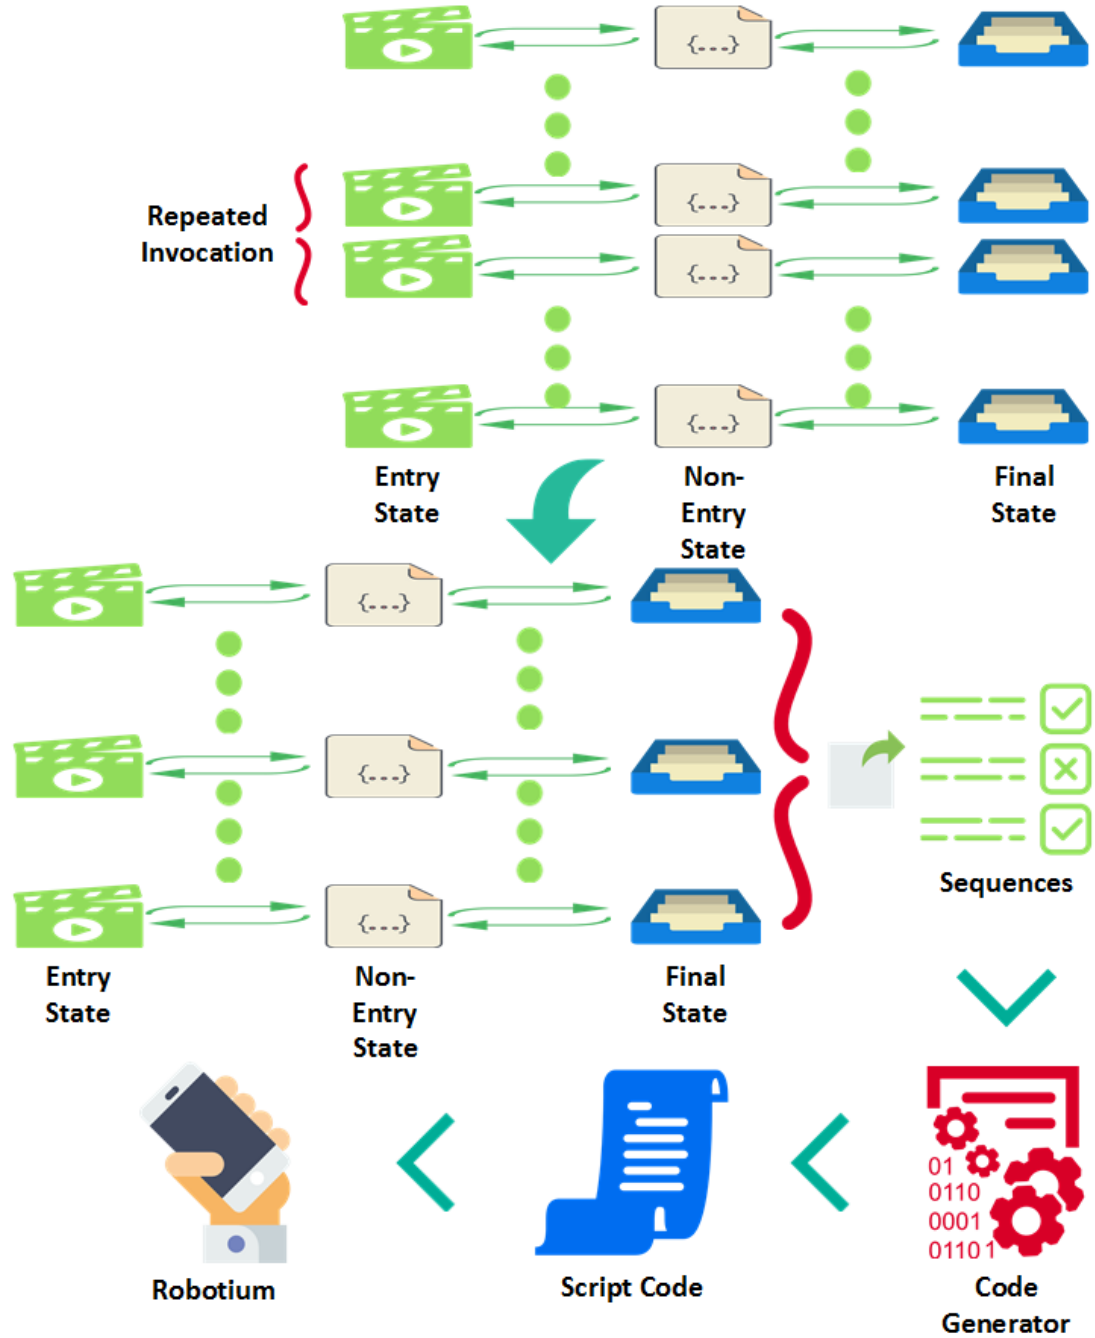 {...}
Repeated
Invocation
{...}
{...}
{...}
Entry
State
Non-
Entry
State
Final
State
{...}
{...}
Sequences
{...}
Entry
State
Non-
Entry
State
Final
State
01
0110
0001
0110 1
Robotium
Script Code
Code
Generator